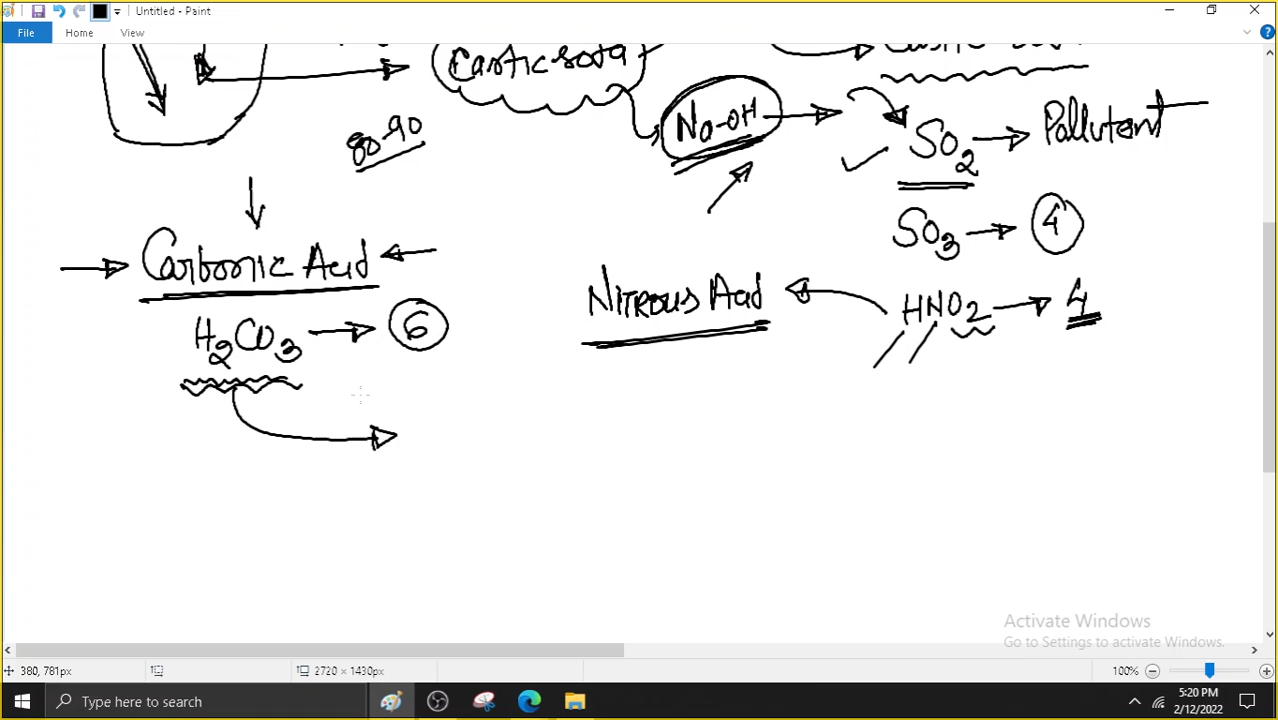 Untitled - Paint
File Home View
Castic soda
80-90
Na-OH
SO2 Pallutant
SO3 4
Carbonic Acid
NITROUS Acid
HNO2 4
H2CO3 6
Activate Windows
Go to Settings to activate Windows.
380, 781px
2720 × 1430px
100%
Type here to search
5:20 PM
2/12/2022